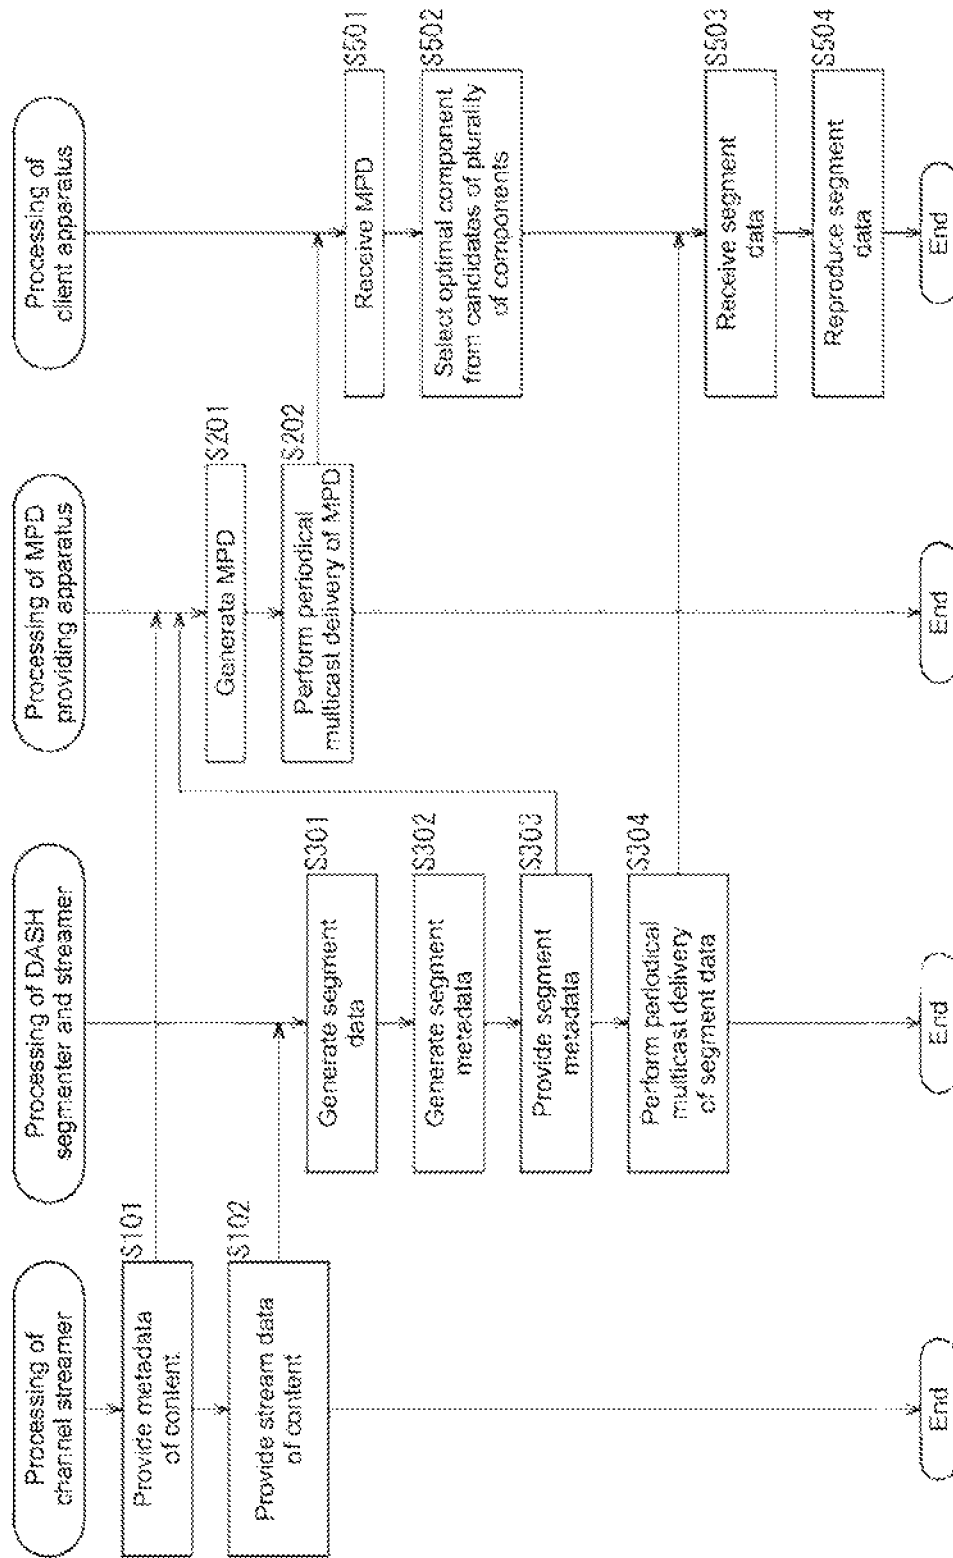 Processing of
channel streamer
S101
Provide metadata
of content
S102
Provide stream data
of content
End
Processing of DASH
segmenter and streamer
S301
Generate segment
data
S302
Generate segment
metadata
S303
Provide segment
metadata
S304
Perform periodical
multicast delivery
of segment data
End
Processing of MPD
providing apparatus
S201
Generate MPD
S202
Perform periodical
multicast delivery of MPD
End
Processing of
client apparatus
S501
Receive MPD
S502
Select optimal component
from candidates of plurality
of components
S503
Receive segment
data
S504
Reproduce segment
data
End